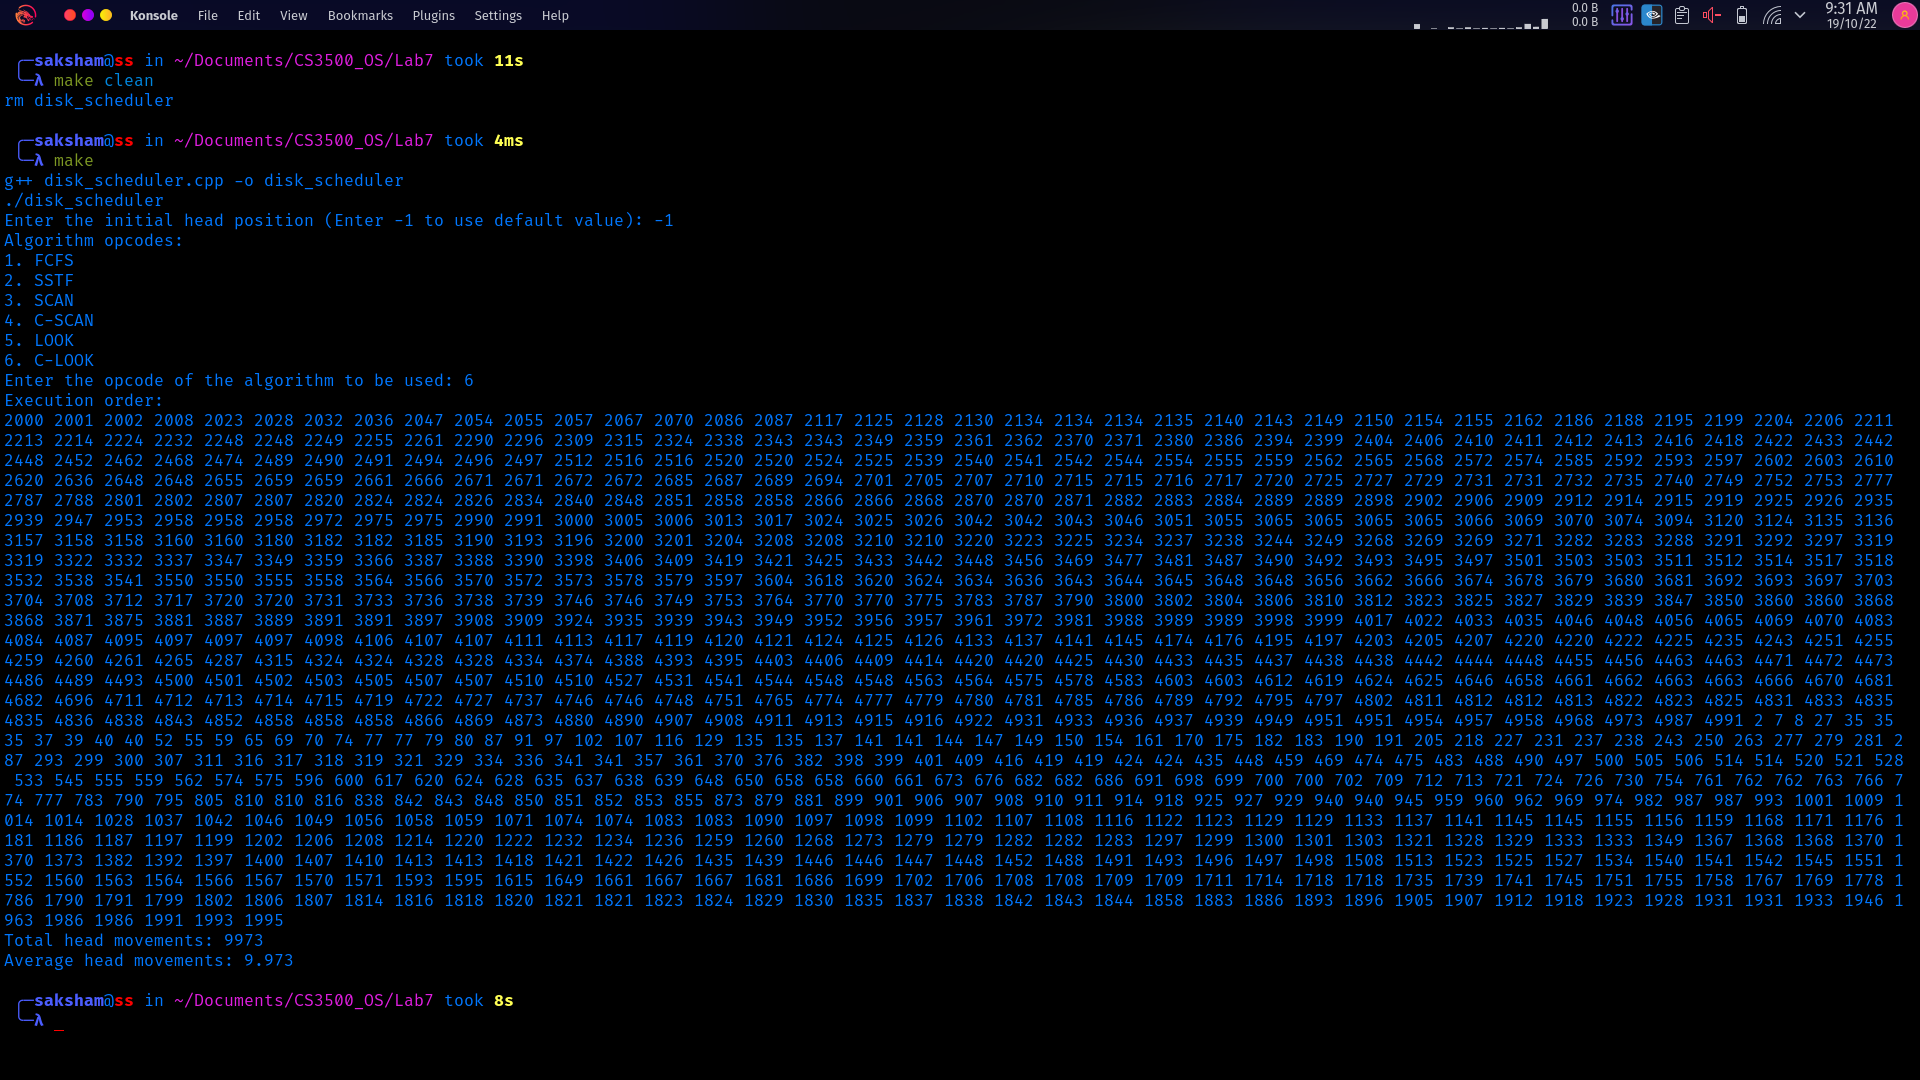 Konsole File Edit View Bookmarks Plugins Settings Help
0.0 B
0.0 B
9:31 AM
19/10/22
saksham@ss in ~/Documents/CS3500_OS/Lab7 took 11s
λ make clean
rm disk_scheduler
saksham@ss in ~/Documents/CS3500_OS/Lab7 took 4ms
λ make
g++ disk_scheduler.cpp -o disk_scheduler
./disk_scheduler
Enter the initial head position (Enter -1 to use default value): -1
Algorithm opcodes:
1. FCFS
2. SSTF
3. SCAN
4. C-SCAN
5. LOOK
6. C-LOOK
Enter the opcode of the algorithm to be used: 6
Execution order:
2000 2001 2002 2008 2023 2028 2032 2036 2047 2054 2055 2057 2067 2070 2086 2087 2117 2125 2128 2130 2134 2134 2134 2135 2140 2143 2149 2150 2154 2155 2162 2186 2188 2195 2199 2204 2206 2211
2213 2214 2224 2232 2248 2248 2249 2255 2261 2290 2296 2309 2315 2324 2338 2343 2343 2349 2359 2361 2362 2370 2371 2380 2386 2394 2399 2404 2406 2410 2411 2412 2413 2416 2418 2422 2433 2442
2448 2452 2462 2468 2474 2489 2490 2491 2494 2496 2497 2512 2516 2516 2520 2520 2524 2525 2539 2540 2541 2542 2544 2554 2555 2559 2562 2565 2568 2572 2574 2585 2592 2593 2597 2602 2603 2610
2620 2636 2648 2648 2655 2659 2659 2661 2666 2671 2671 2672 2672 2685 2687 2689 2694 2701 2705 2707 2710 2715 2715 2716 2717 2720 2725 2727 2729 2731 2731 2732 2735 2740 2749 2752 2753 2777
2787 2788 2801 2802 2807 2807 2820 2824 2824 2826 2834 2840 2848 2851 2858 2858 2866 2866 2868 2870 2870 2871 2882 2883 2884 2889 2889 2898 2902 2906 2909 2912 2914 2915 2919 2925 2926 2935
2939 2947 2953 2958 2958 2958 2972 2975 2975 2990 2991 3000 3005 3006 3013 3017 3024 3025 3026 3042 3042 3043 3046 3051 3055 3065 3065 3065 3065 3066 3069 3070 3074 3094 3120 3124 3135 3136
3157 3158 3158 3160 3160 3180 3182 3182 3185 3190 3193 3196 3200 3201 3204 3208 3208 3210 3210 3220 3223 3225 3234 3237 3238 3244 3249 3268 3269 3269 3271 3282 3283 3288 3291 3292 3297 3319
3319 3322 3332 3337 3347 3349 3359 3366 3387 3388 3390 3398 3406 3409 3419 3421 3425 3433 3442 3448 3456 3469 3477 3481 3487 3490 3492 3493 3495 3497 3501 3503 3503 3511 3512 3514 3517 3518
3532 3538 3541 3550 3550 3555 3558 3564 3566 3570 3572 3573 3578 3579 3597 3604 3618 3620 3624 3634 3636 3643 3644 3645 3648 3648 3656 3662 3666 3674 3678 3679 3680 3681 3692 3693 3697 3703
3704 3708 3712 3717 3720 3720 3731 3733 3736 3738 3739 3746 3746 3749 3753 3764 3770 3770 3775 3783 3787 3790 3800 3802 3804 3806 3810 3812 3823 3825 3827 3829 3839 3847 3850 3860 3860 3868
3868 3871 3875 3881 3887 3889 3891 3891 3897 3908 3909 3924 3935 3939 3943 3949 3952 3956 3957 3961 3972 3981 3988 3989 3989 3998 3999 4017 4022 4033 4035 4046 4048 4056 4065 4069 4070 4083
4084 4087 4095 4097 4097 4097 4098 4106 4107 4107 4111 4113 4117 4119 4120 4121 4124 4125 4126 4133 4137 4141 4145 4174 4176 4195 4197 4203 4205 4207 4220 4220 4222 4225 4235 4243 4251 4255
4259 4260 4261 4265 4287 4315 4324 4324 4328 4328 4334 4374 4388 4393 4395 4403 4406 4409 4414 4420 4420 4425 4430 4433 4435 4437 4438 4438 4442 4444 4448 4455 4456 4463 4463 4471 4472 4473
4486 4489 4493 4500 4501 4502 4503 4505 4507 4507 4510 4510 4527 4531 4541 4544 4548 4548 4563 4564 4575 4578 4583 4603 4603 4612 4619 4624 4625 4646 4658 4661 4662 4663 4663 4666 4670 4681
4682 4696 4711 4712 4713 4714 4715 4719 4722 4727 4737 4746 4746 4748 4751 4765 4774 4777 4779 4780 4781 4785 4786 4789 4792 4795 4797 4802 4811 4812 4812 4813 4822 4823 4825 4831 4833 4835
4835 4836 4838 4843 4852 4858 4858 4858 4866 4869 4873 4880 4890 4907 4908 4911 4913 4915 4916 4922 4931 4933 4936 4937 4939 4949 4951 4951 4954 4957 4958 4968 4973 4987 4991 2 7 8 27 35 35
35 37 39 40 40 52 55 59 65 69 70 74 77 77 79 80 87 91 97 102 107 116 129 135 135 137 141 141 144 147 149 150 154 161 170 175 182 183 190 191 205 218 227 231 237 238 243 250 263 277 279 281 2
87 293 299 300 307 311 316 317 318 319 321 329 334 336 341 341 357 361 370 376 382 398 399 401 409 416 419 419 424 424 435 448 459 469 474 475 483 488 490 497 500 505 506 514 514 520 521 528
533 545 555 559 562 574 575 596 600 617 620 624 628 635 637 638 639 648 650 658 658 660 661 673 676 682 682 686 691 698 699 700 700 702 709 712 713 721 724 726 730 754 761 762 762 763 766 7
74 777 783 790 795 805 810 810 816 838 842 843 848 850 851 852 853 855 873 879 881 899 901 906 907 908 910 911 914 918 925 927 929 940 940 945 959 960 962 969 974 982 987 987 993 1001 1009 1
014 1014 1028 1037 1042 1046 1049 1056 1058 1059 1071 1074 1074 1083 1083 1090 1097 1098 1099 1102 1107 1108 1116 1122 1123 1129 1129 1133 1137 1141 1145 1145 1155 1156 1159 1168 1171 1176 1
181 1186 1187 1197 1199 1202 1206 1208 1214 1220 1222 1232 1234 1236 1259 1260 1268 1273 1279 1279 1282 1282 1283 1297 1299 1300 1301 1303 1321 1328 1329 1333 1333 1349 1367 1368 1368 1370 1
370 1373 1382 1392 1397 1400 1407 1410 1413 1413 1418 1421 1422 1426 1435 1439 1446 1446 1447 1448 1452 1488 1491 1493 1496 1497 1498 1508 1513 1523 1525 1527 1534 1540 1541 1542 1545 1551 1
552 1560 1563 1564 1566 1567 1570 1571 1593 1595 1615 1649 1661 1667 1667 1681 1686 1699 1702 1706 1708 1708 1709 1709 1711 1714 1718 1718 1735 1739 1741 1745 1751 1755 1758 1767 1769 1778 1
786 1790 1791 1799 1802 1806 1807 1814 1816 1818 1820 1821 1821 1823 1824 1829 1830 1835 1837 1838 1842 1843 1844 1858 1883 1886 1893 1896 1905 1907 1912 1918 1923 1928 1931 1931 1933 1946 1
963 1986 1986 1991 1993 1995
Total head movements: 9973
Average head movements: 9.973
saksham@ss in ~/Documents/CS3500_OS/Lab7 took 8s
λ _